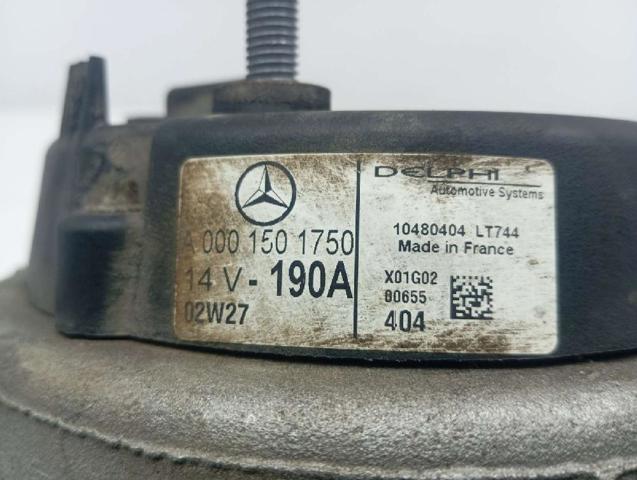 A 000 150 1750
14 V - 190A
02W27
DELPHI
Automotive Systems
10480404 LT744
Made in France
X01G02
00655
404